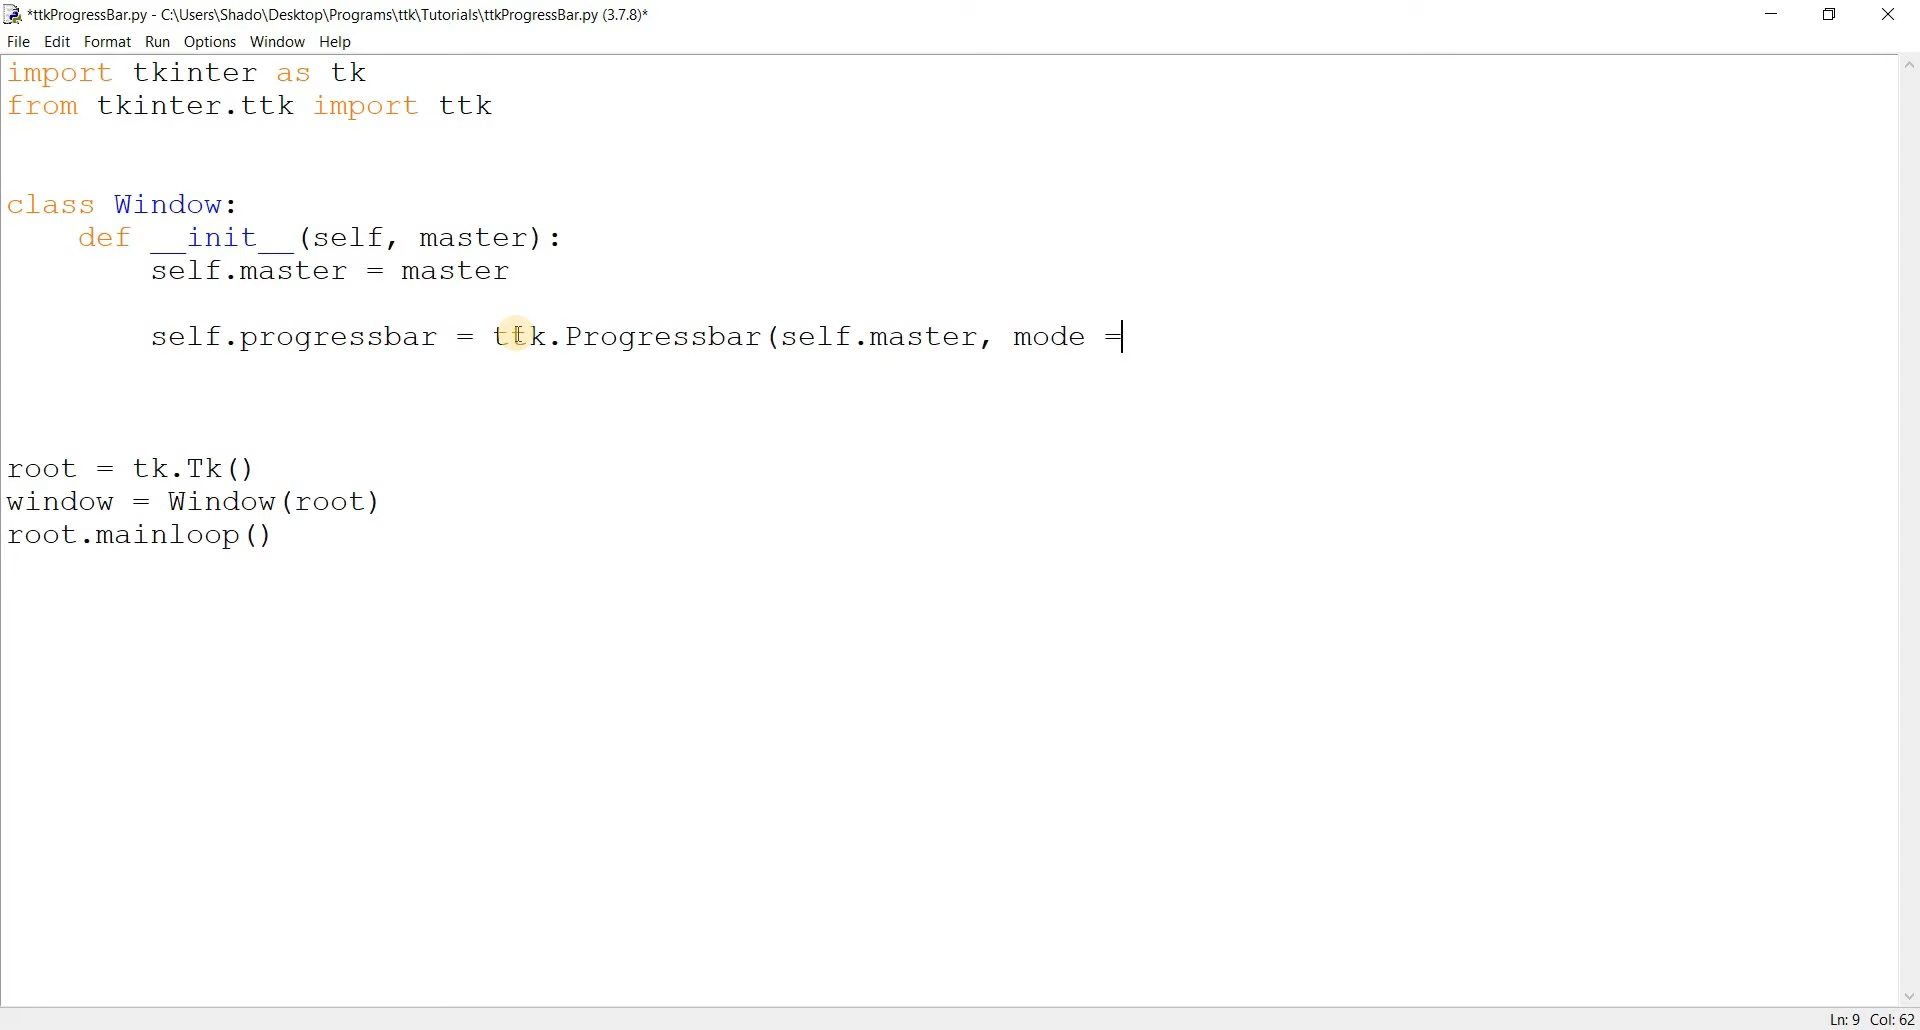 *ttkProgressBar.py - C:\Users\Shado\Desktop\Programs\ttk\Tutorials\ttkProgressBar.py (3.7.8)*
File Edit Format Run Options Window Help
import tkinter as tk
from tkinter.ttk import ttk
class Window:
    def __init__(self, master):
        self.master = master
        self.progressbar = ttk.Progressbar(self.master, mode =
root = tk.Tk()
window = Window(root)
root.mainloop()
Ln: 9 Col: 62